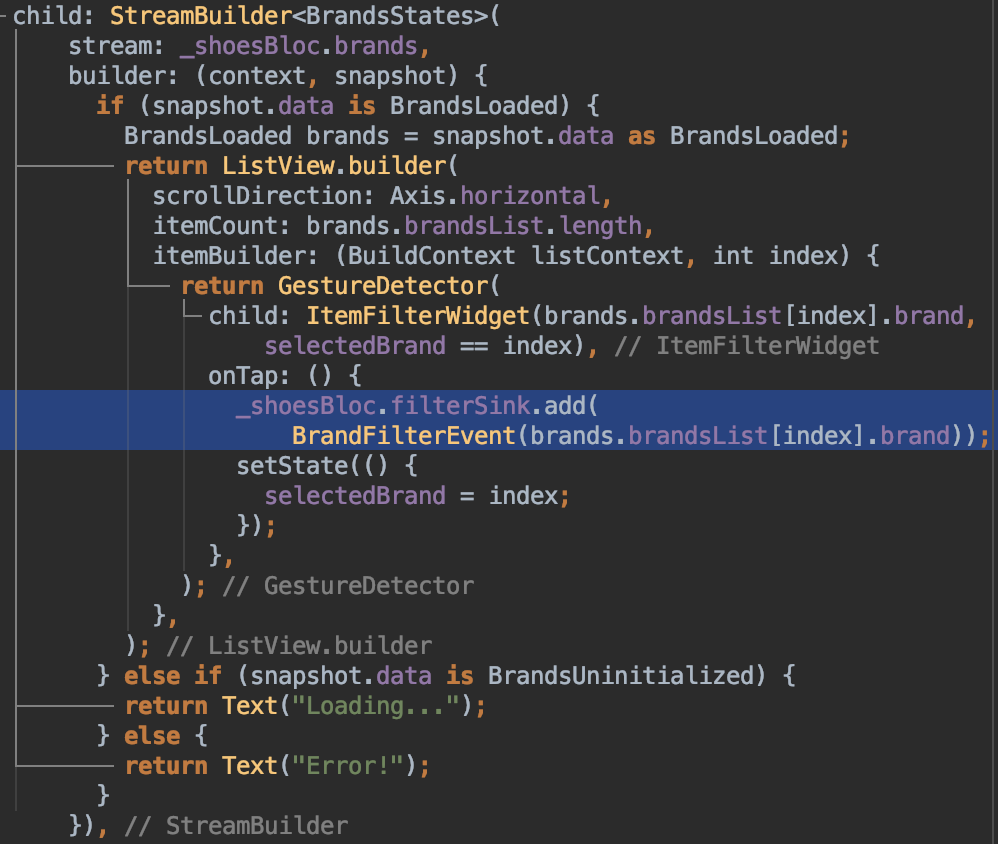 child: StreamBuilder<BrandsStates>(
    stream: _shoesBloc.brands,
    builder: (context, snapshot) {
      if (snapshot.data is BrandsLoaded) {
        BrandsLoaded brands = snapshot.data as BrandsLoaded;
        return ListView.builder(
          scrollDirection: Axis.horizontal,
          itemCount: brands.brandsList.length,
          itemBuilder: (BuildContext listContext, int index) {
            return GestureDetector(
              child: ItemFilterWidget(brands.brandsList[index].brand,
                  selectedBrand == index), // ItemFilterWidget
              onTap: () {
                _shoesBloc.filterSink.add(
                    BrandFilterEvent(brands.brandsList[index].brand));
                setState(() {
                  selectedBrand = index;
                });
              },
            ); // GestureDetector
          },
        ); // ListView.builder
      } else if (snapshot.data is BrandsUninitialized) {
        return Text("Loading...");
      } else {
        return Text("Error!");
      }
    }), // StreamBuilder